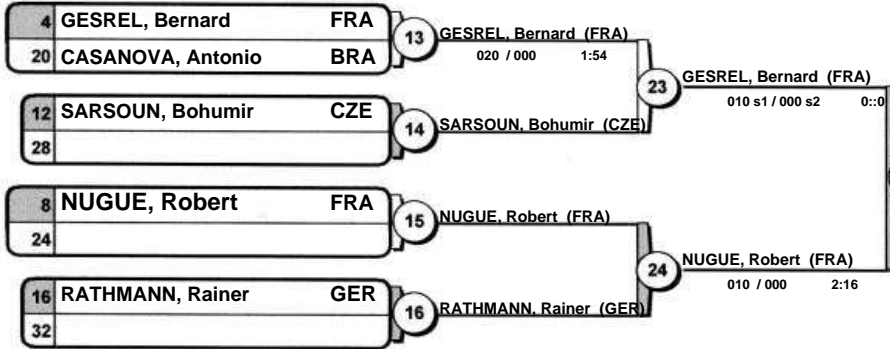 4 GESREL, Bernard FRA
20 CASANOVA, Antonio BRA
13
GESREL, Bernard (FRA)
020 / 000 1:54
12 SARSOUN, Bohumir CZE
28
14
SARSOUN, Bohumir (CZE)
23
GESREL, Bernard (FRA)
010 s1 / 000 s2 0::0
8 NUGUE, Robert FRA
24
15
NUGUE, Robert (FRA)
16 RATHMANN, Rainer GER
32
16
RATHMANN, Rainer (GER)
24
NUGUE, Robert (FRA)
010 / 000 2:16